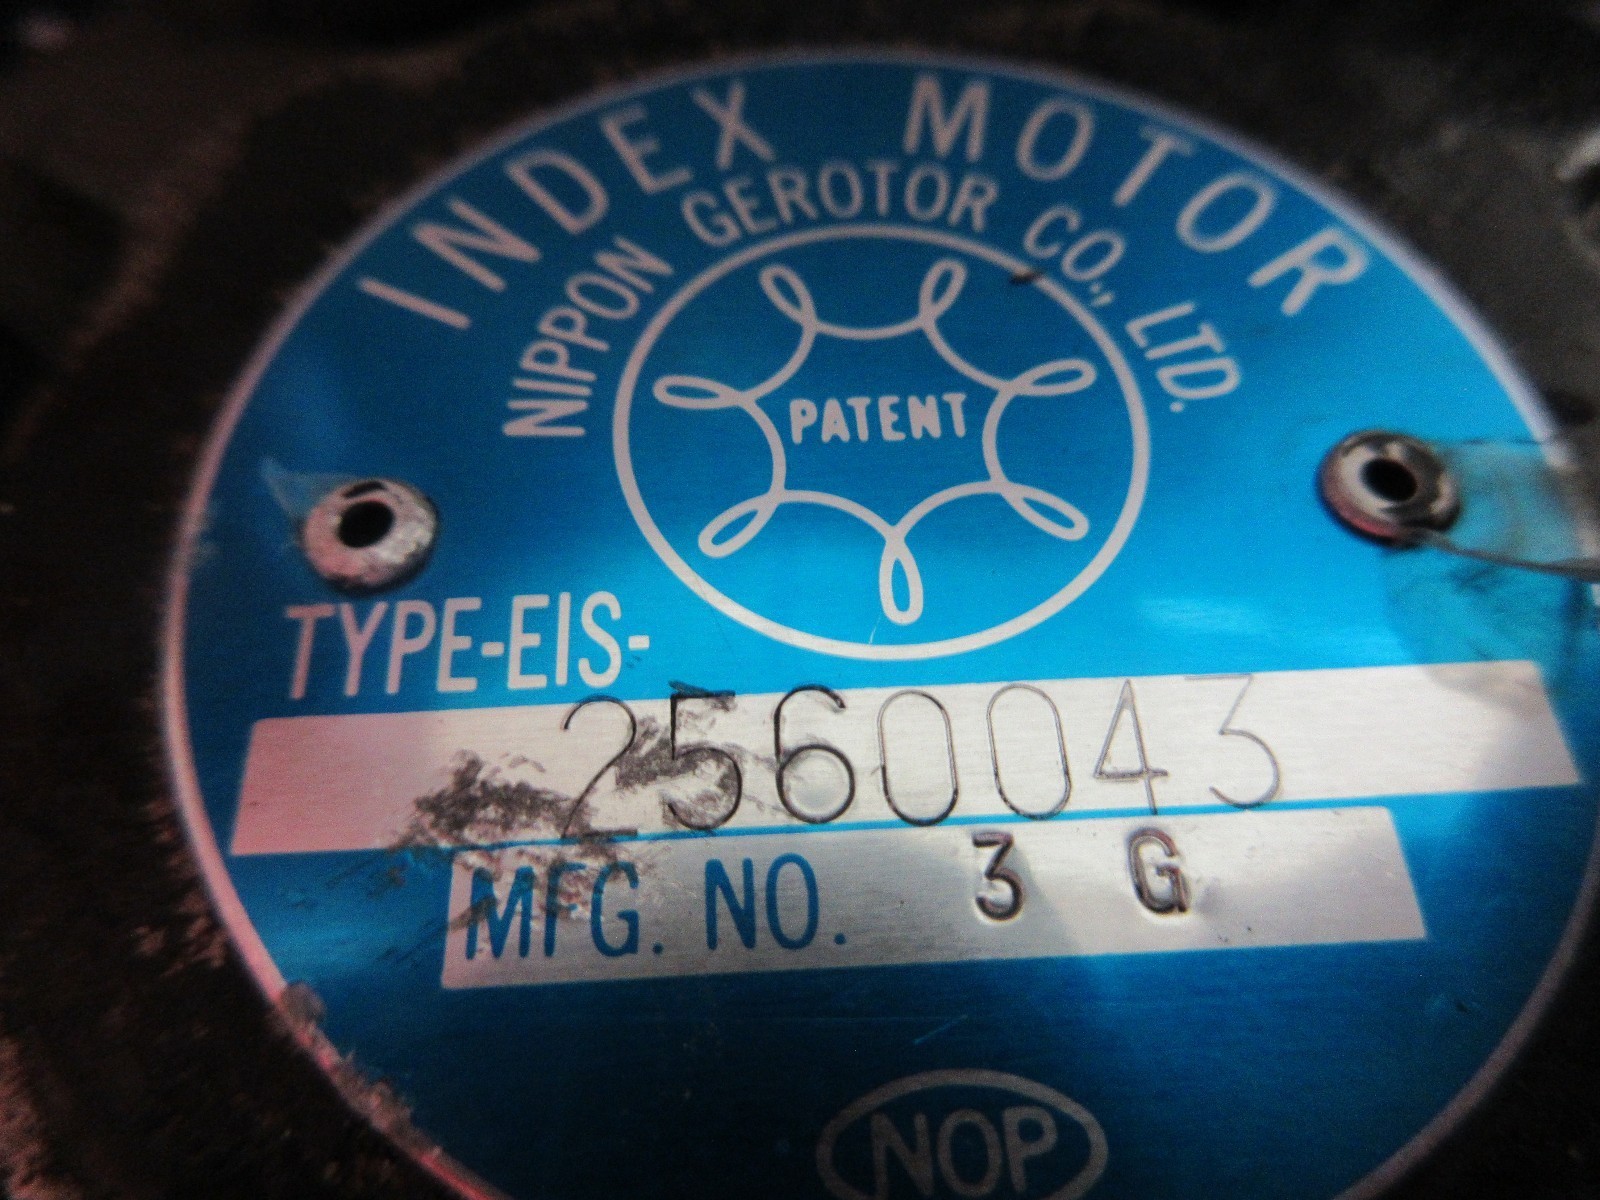 INDEX MOTOR
NIPPON GEROTOR CO., LTD.
PATENT
TYPE-EIS-
2560043
MFG. NO. 3 G
NOP